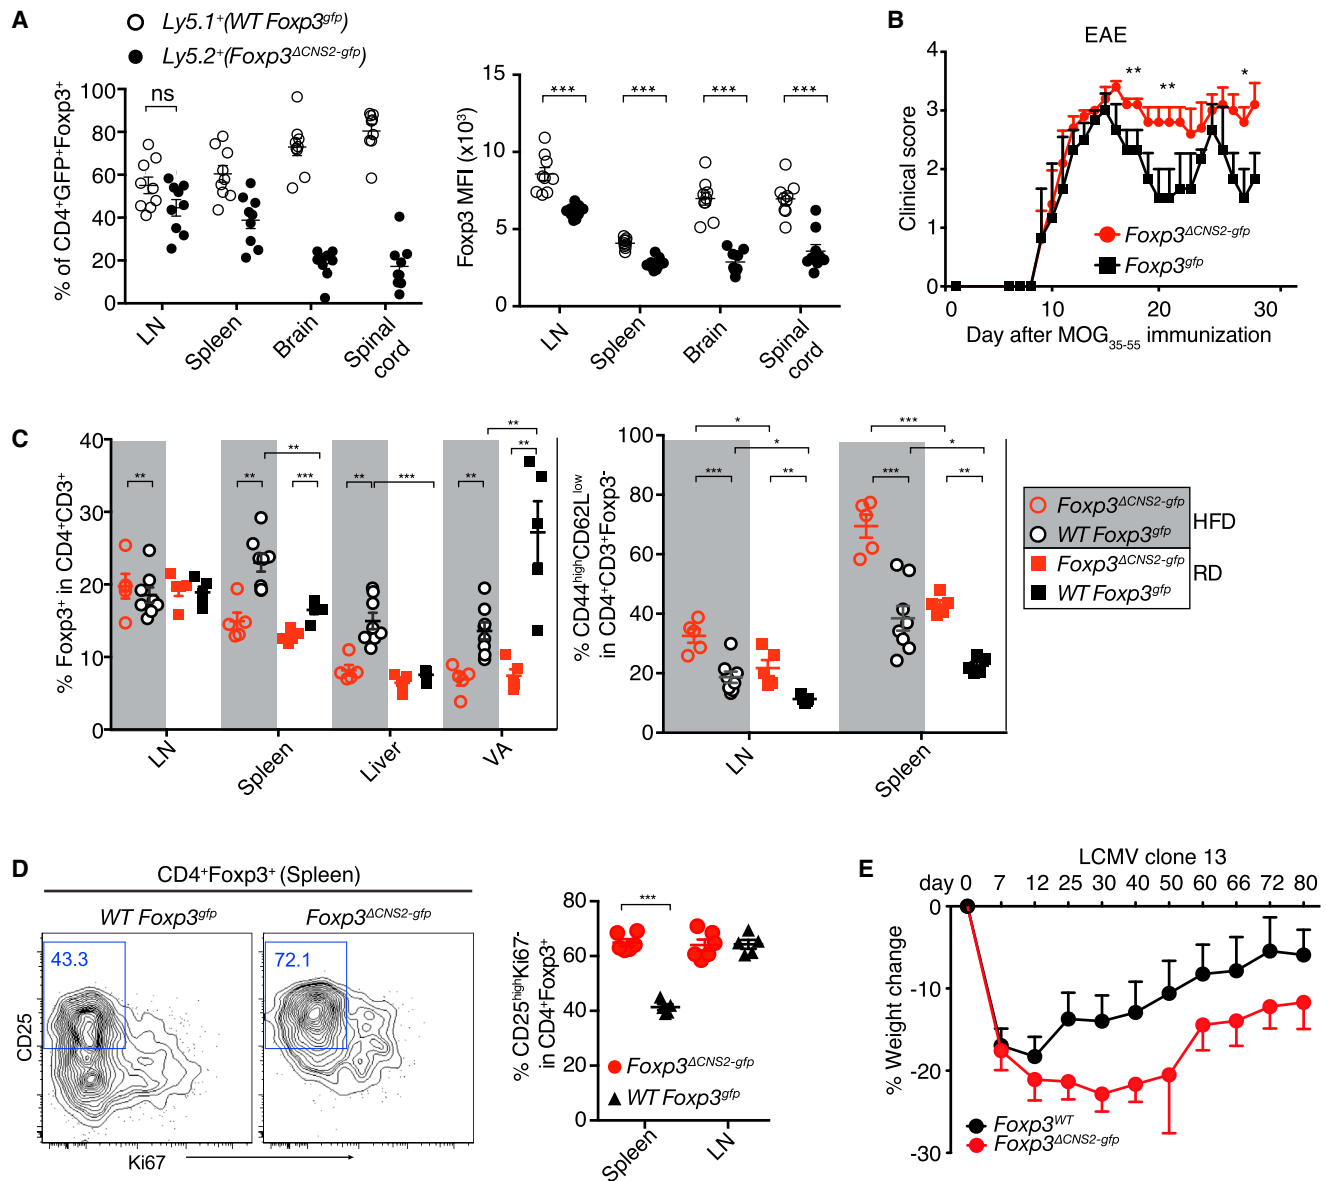 A
Ly5.1⁺(WT Foxp3ᵍᶠᵖ)
Ly5.2⁺(Foxp3ΔCNS2-gfp)
% of CD4⁺GFP⁺Foxp3⁺
100
80
60
40
20
0
ns
LN
Spleen
Brain
Spinal cord
Foxp3 MFI (x10³)
15
10
5
0
*** *** *** ***
LN
Spleen
Brain
Spinal cord
B
EAE
Clinical score
4
3
2
1
0
** ** *
Foxp3ΔCNS2-gfp
Foxp3gfp
0 10 20 30
Day after MOG35-55 immunization
C
% Foxp3⁺ in CD4⁺CD3⁺
40
30
20
10
0
** ** ** *** ** *** ** ** **
LN
Spleen
Liver
VA
% CD44highCD62Llow
in CD4⁺CD3⁺Foxp3⁻
100
80
60
40
20
0
* * *** ** *** * *** **
LN
Spleen
Foxp3ΔCNS2-gfp
WT Foxp3gfp
HFD
Foxp3ΔCNS2-gfp
WT Foxp3gfp
RD
D
CD4⁺Foxp3⁺ (Spleen)
WT Foxp3gfp
Foxp3ΔCNS2-gfp
43.3
72.1
CD25
Ki67
% CD25highKi67⁻
in CD4⁺Foxp3⁺
80
60
40
20
0
***
Foxp3ΔCNS2-gfp
WT Foxp3gfp
Spleen
LN
E
LCMV clone 13
day 0 7 12 25 30 40 50 60 66 72 80
% Weight change
0
-10
-20
-30
Foxp3WT
Foxp3ΔCNS2-gfp